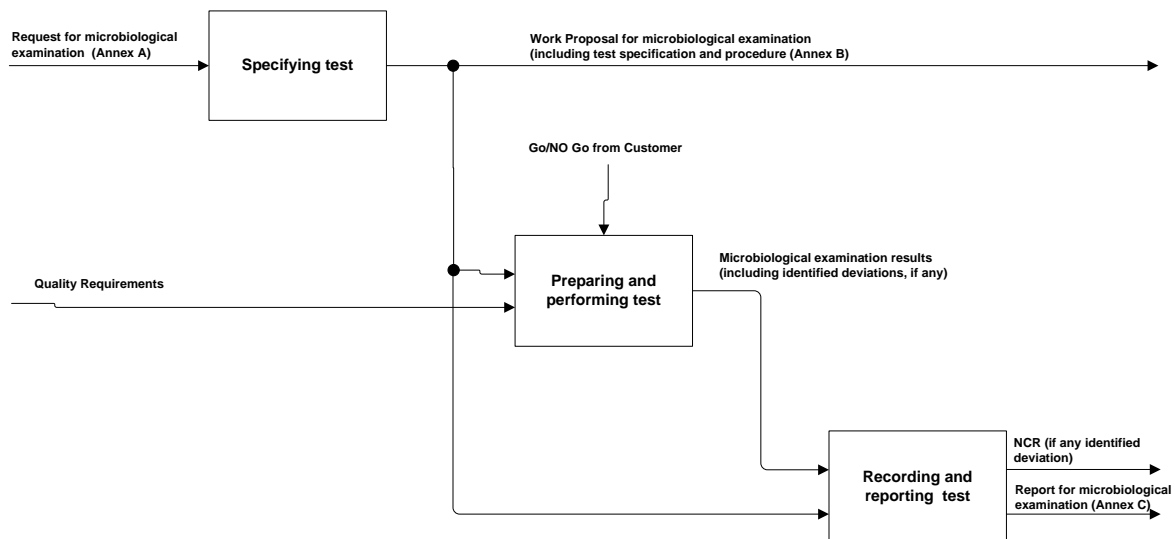 Request for microbiological
examination (Annex A)
Specifying test
Work Proposal for microbiological examination
(including test specification and procedure (Annex B)
Go/NO Go from Customer
Quality Requirements
Preparing and
performing test
Microbiological examination results
(including identified deviations, if any)
Recording and
reporting test
NCR (if any identified
deviation)
Report for microbiological
examination (Annex C)